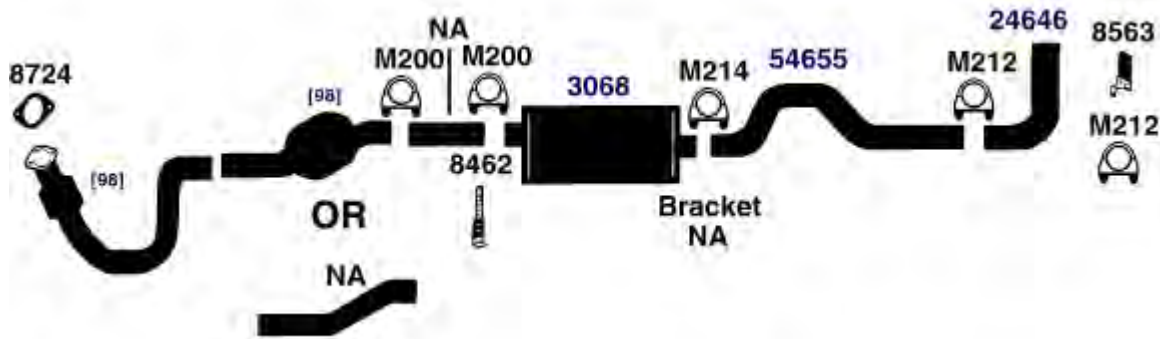 8724
[98]
[98]
M200
NA
M200
8462
3068
M214
54655
M212
24646
8563
M212
Bracket
NA
OR
NA